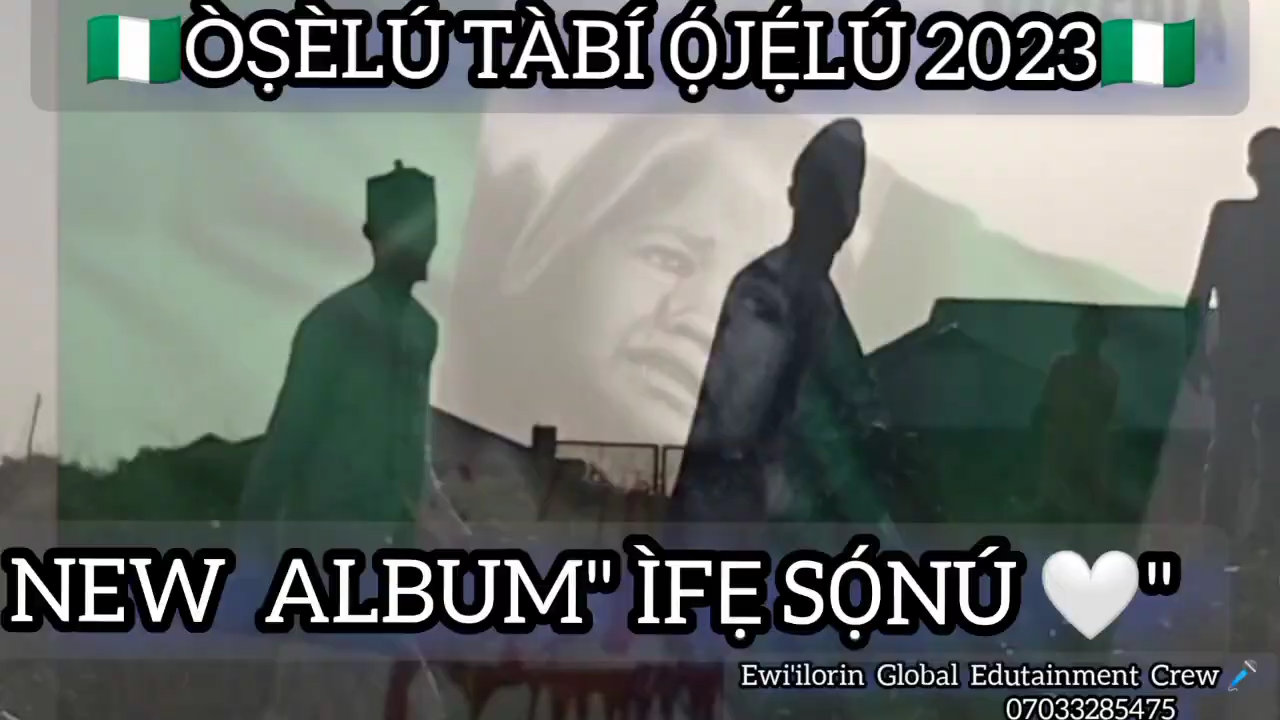 🇳🇬ÒṢÈLÚ TÀBÍ Ọ́JẸ́LÚ 2023🇳🇬
NEW ALBUM" ÌFẸ SỌ́NÚ 🤍"
Ewi'ilorin Global Edutainment Crew 🎤
07033285475